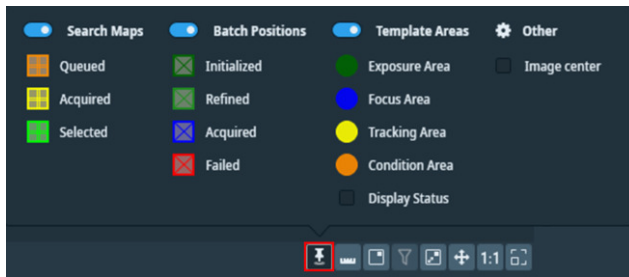 Search Maps
Batch Positions
Template Areas
Other
Queued
Initialized
Exposure Area
Image center
Acquired
Refined
Focus Area
Selected
Acquired
Tracking Area
Failed
Condition Area
Display Status
1:1